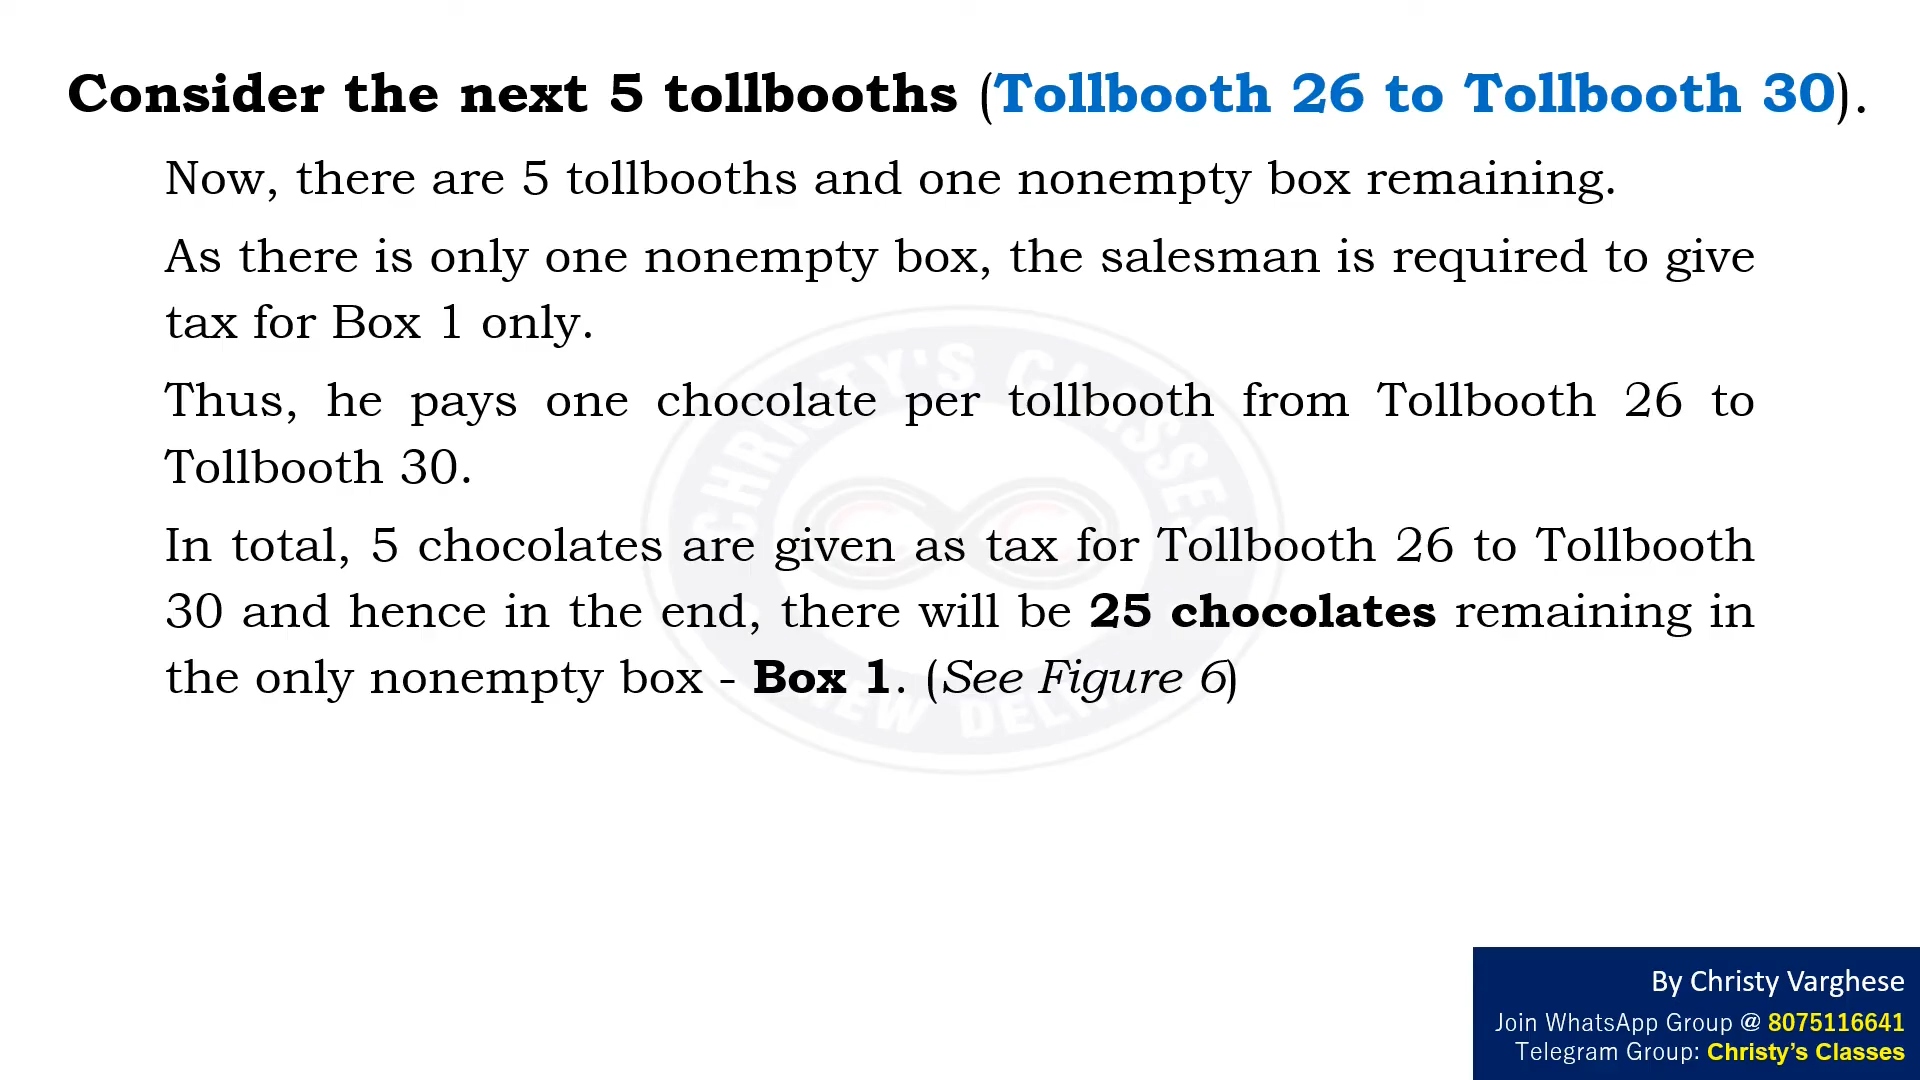 Consider the next 5 tollbooths (Tollbooth 26 to Tollbooth 30).
Now, there are 5 tollbooths and one nonempty box remaining.
As there is only one nonempty box, the salesman is required to give
tax for Box 1 only.
Thus, he pays one chocolate per tollbooth from Tollbooth 26 to
Tollbooth 30.
In total, 5 chocolates are given as tax for Tollbooth 26 to Tollbooth
30 and hence in the end, there will be 25 chocolates remaining in
the only nonempty box - Box 1. (See Figure 6)
CHRISTY'S CLASSES
NEW DELHI
By Christy Varghese
Join WhatsApp Group @ 8075116641
Telegram Group: Christy’s Classes